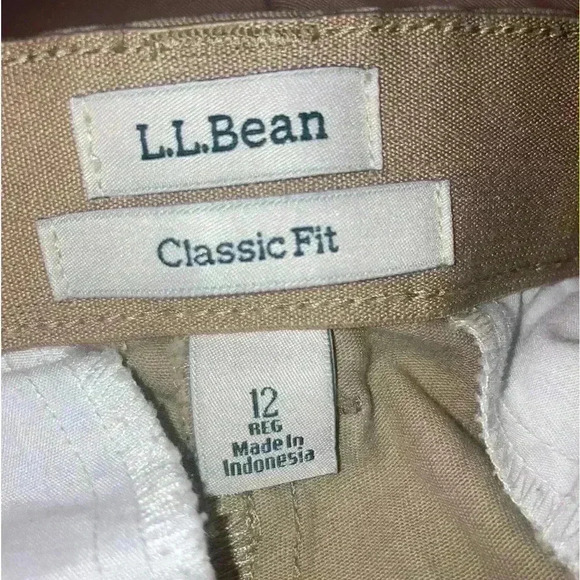 L.L.Bean
Classic Fit
12
REG
Made In
Indonesia